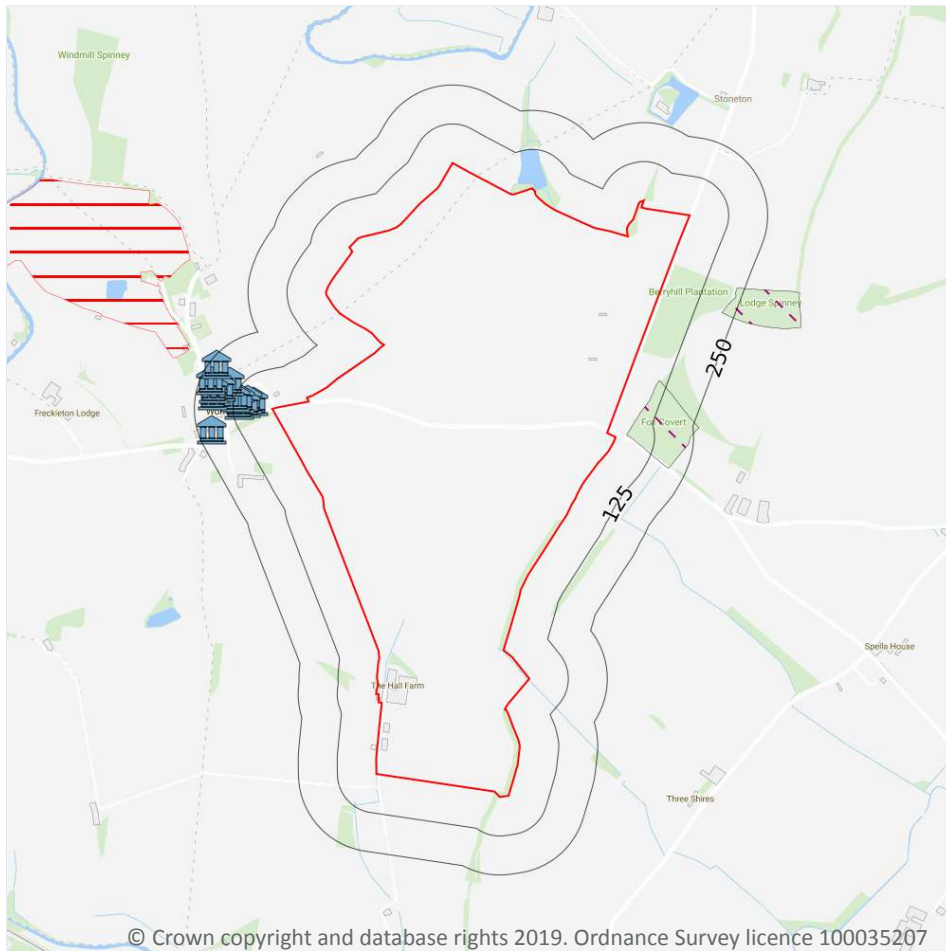 Windmill Spinney
Stoneton
Berryhill Plantation
Lodge Spinney
250
Freckleton Lodge
Fox Covert
125
Spella House
The Hall Farm
Three Shires
© Crown copyright and database rights 2019. Ordnance Survey licence 100035207